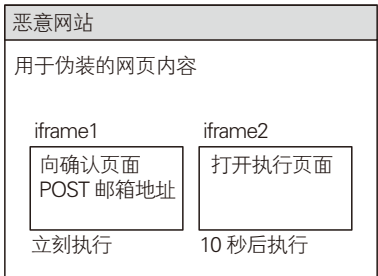 恶意网站
用于伪装的网页内容
iframe1
iframe2
向确认页面
POST 邮箱地址
打开执行页面
立刻执行
10 秒后执行